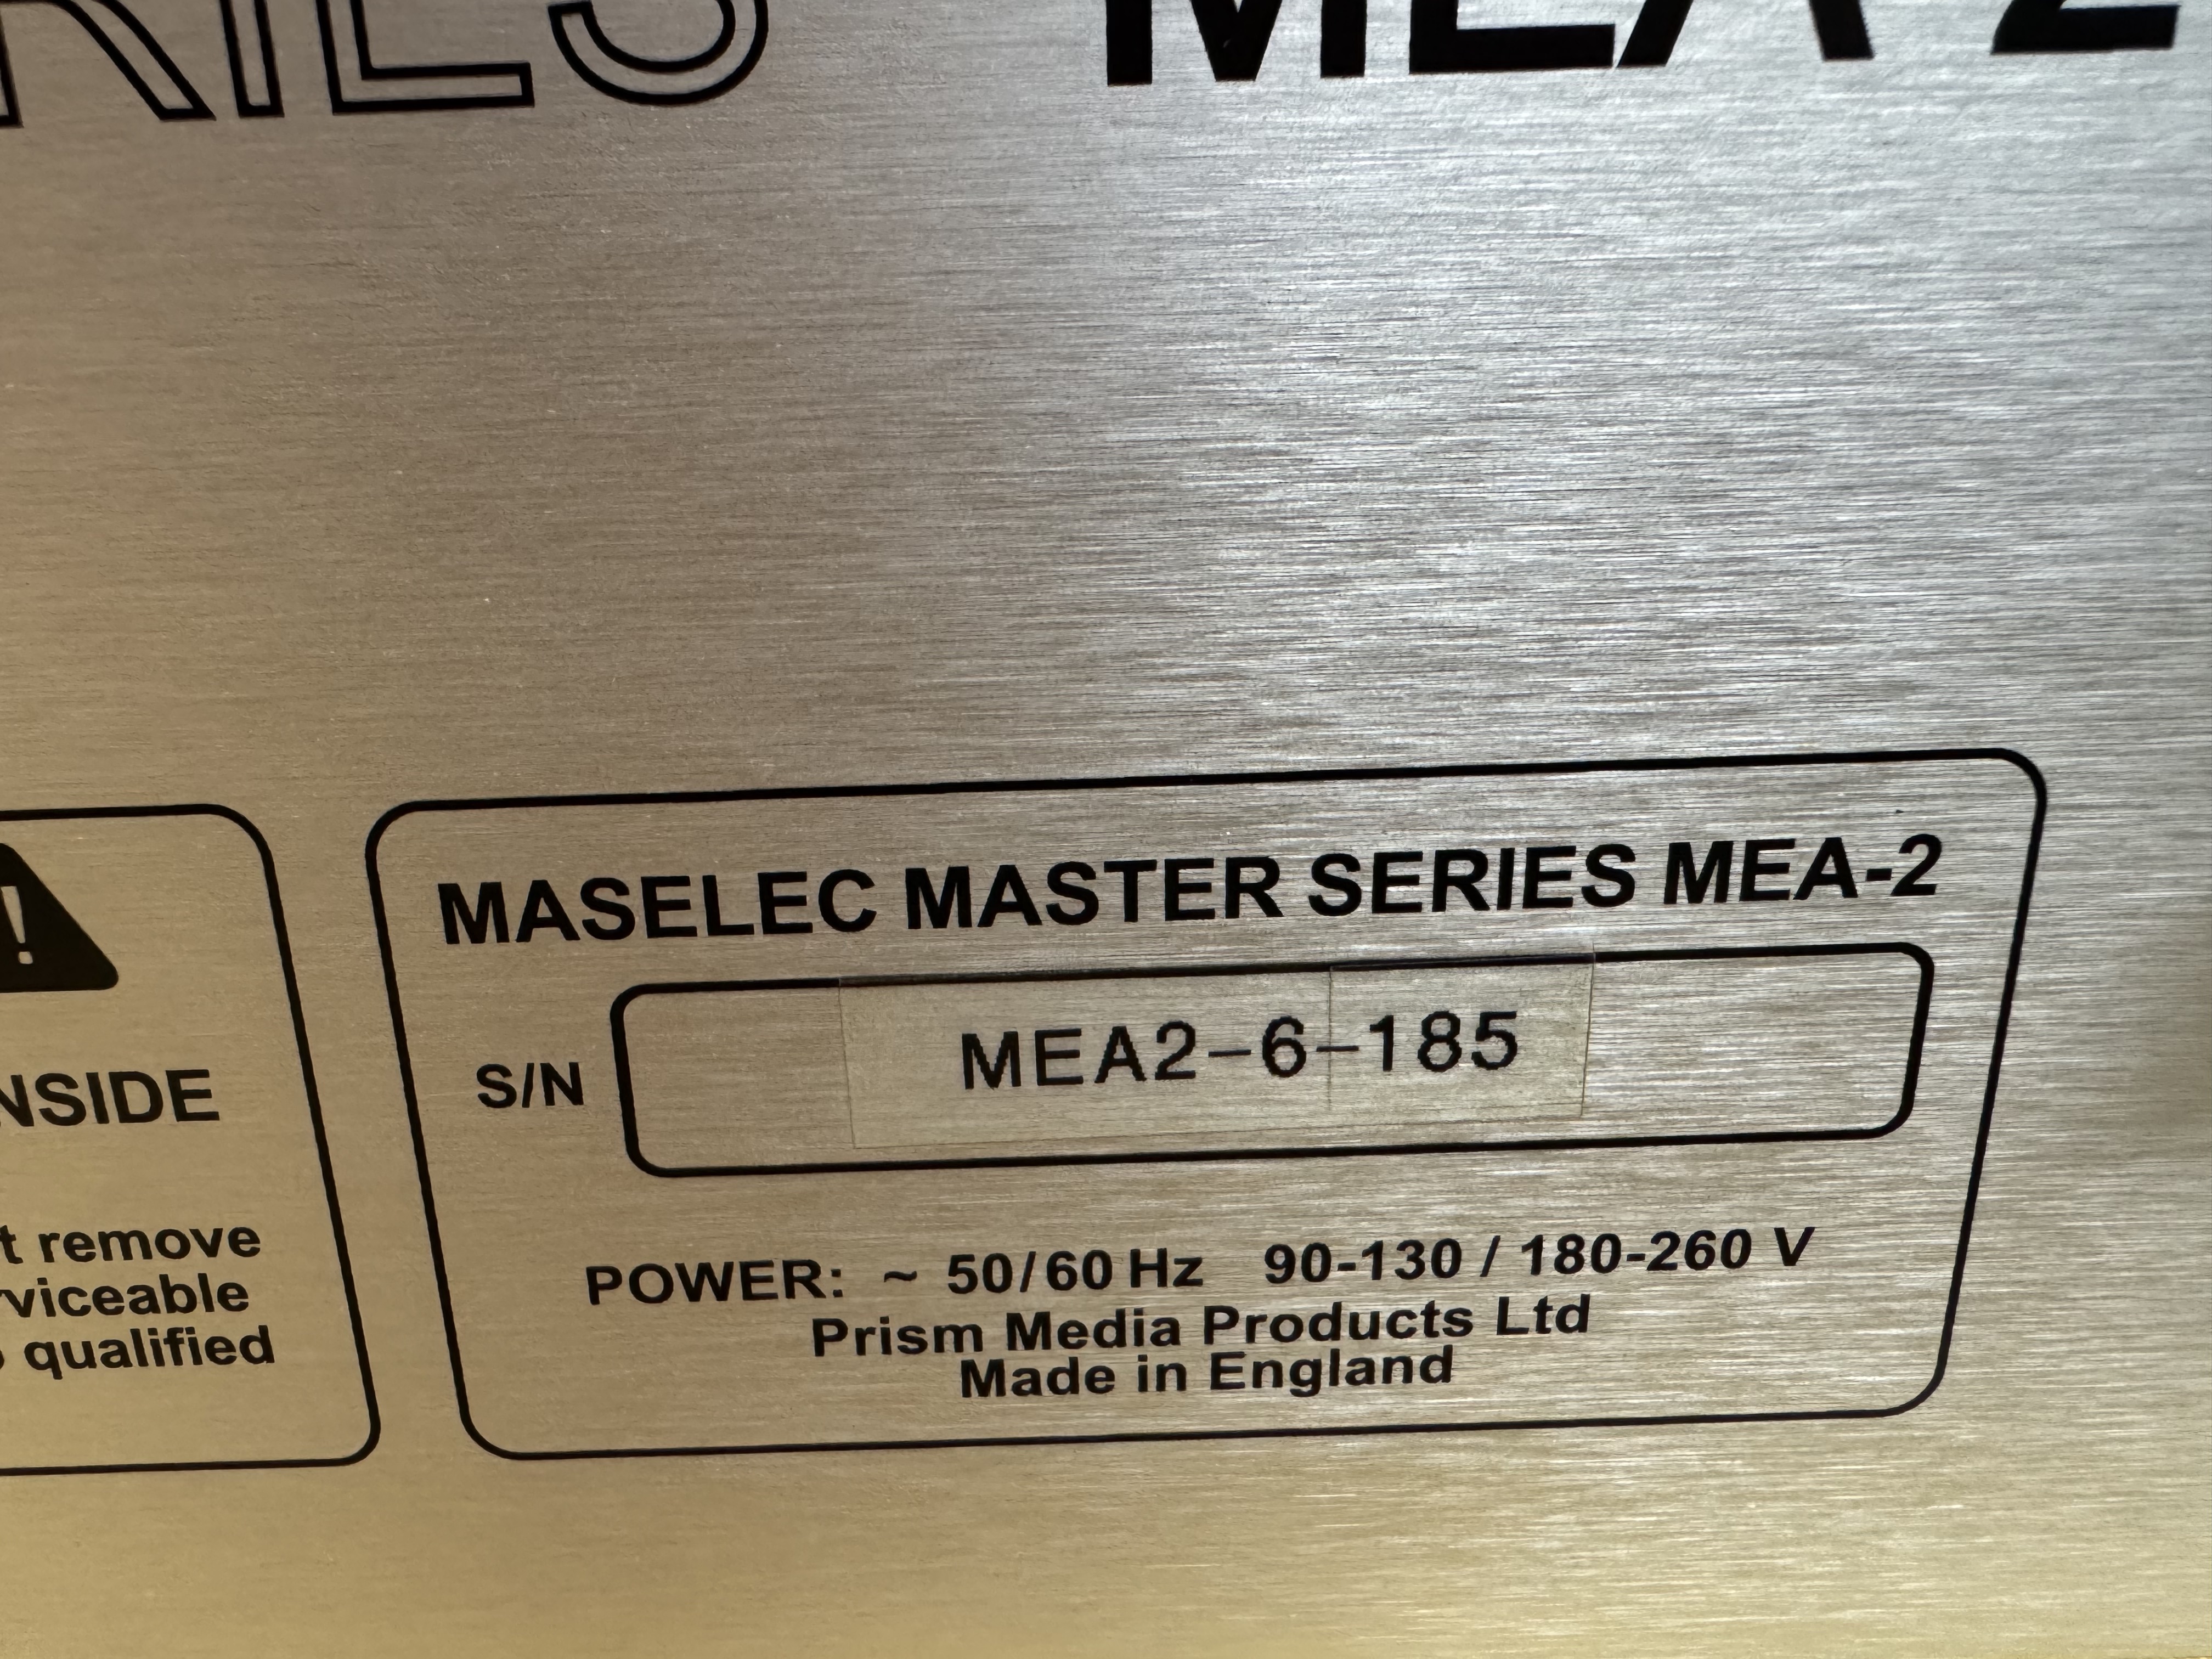 RIES MEA-2
MASELEC MASTER SERIES MEA-2
S/N MEA2-6-185
POWER: ~ 50/60 Hz 90-130 / 180-260 V
Prism Media Products Ltd
Made in England
!
NSIDE
t remove
viceable
qualified